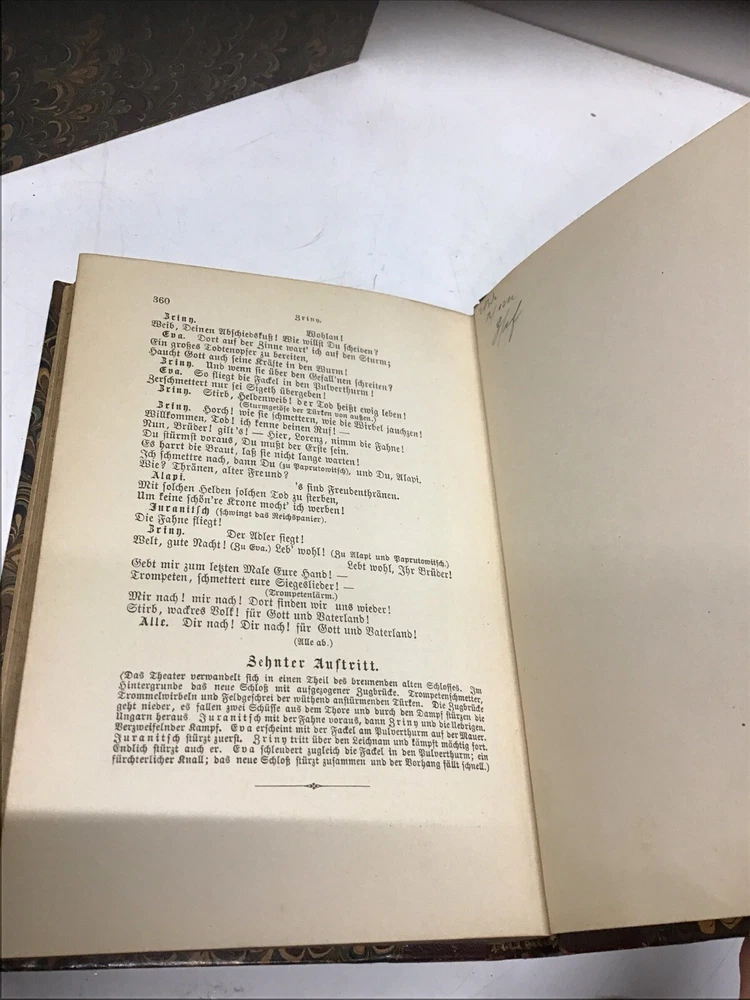 360
Zriny.
Zriny. Wohlan!
Weib, Deinen Abschiedskuß! Wie willst Du scheiden?
Eva. Dort auf der Zinne wart' ich auf den Sturm;
Ein großes Todtenopfer zu bereiten,
Haucht Gott auch seine Kräfte in den Wurm!
Zriny. Und wenn sie über den Gefall'nen schreiten?
Eva. So fliegt die Fackel in den Pulverthurm!
Zerschmettert nur sei Sigeth übergeben!
Zriny. Stirb, Heldenweib! der Tod heißt ewig leben!
(Sturmgetöse der Türken von außen.)
Zriny. Horch! wie sie schmettern, wie die Wirbel jauchzen!
Willkommen, Tod! ich kenne deinen Ruf! —
Nun, Brüder! gilt's! — Hier, Lorenz, nimm die Fahne!
Du stürmst voraus, Du mußt der Erste sein.
Es harrt die Braut, laß sie nicht lange warten!
Ich schmettre nach, dann Du (zu Paprutowitsch), und Du, Alapi.
Wie? Thränen, alter Freund?
Alapi. 's sind Freudenthränen.
Mit solchen Helden solchen Tod zu sterben,
Um keine schön're Krone mocht' ich werben!
Juranitsch (schwingt das Reichspanier).
Die Fahne fliegt!
Zriny. Der Adler siegt!
Welt, gute Nacht! (Zu Eva.) Leb' wohl! (Zu Alapi und Paprutowitsch.)
Lebt wohl, Ihr Brüder!
Gebt mir zum letzten Male Eure Hand! —
Trompeten, schmettert eure Siegeslieder! —
(Trompetenlärm.)
Mir nach! mir nach! Dort finden wir uns wieder!
Stirb, wackres Volk! für Gott und Vaterland!
Alle. Dir nach! Dir nach! für Gott und Vaterland!
(Alle ab.)
Zehnter Auftritt.
(Das Theater verwandelt sich in einen Theil des brennenden alten Schlosses. Im
Hintergrunde das neue Schloß mit aufgezogener Zugbrücke. Trompetenschmetter,
Trommelwirbeln und Feldgeschrei der wüthend anstürmenden Türken. Die Zugbrücke
geht nieder, es fallen zwei Schüsse aus dem Thore und durch den Dampf stürzen die
Ungarn heraus Juranitsch mit der Fahne voraus, dann Zriny und die Uebrigen.
Verzweifelnder Kampf. Eva erscheint mit der Fackel am Pulverthurm auf der Mauer.
Juranitsch stürzt zuerst. Zriny tritt über den Leichnam und kämpft mächtig fort.
Endlich stürzt auch er. Eva schleudert zugleich die Fackel in den Pulverthurm; ein
fürchterlicher Knall; das neue Schloß stürzt zusammen und der Vorhang fällt schnell.)